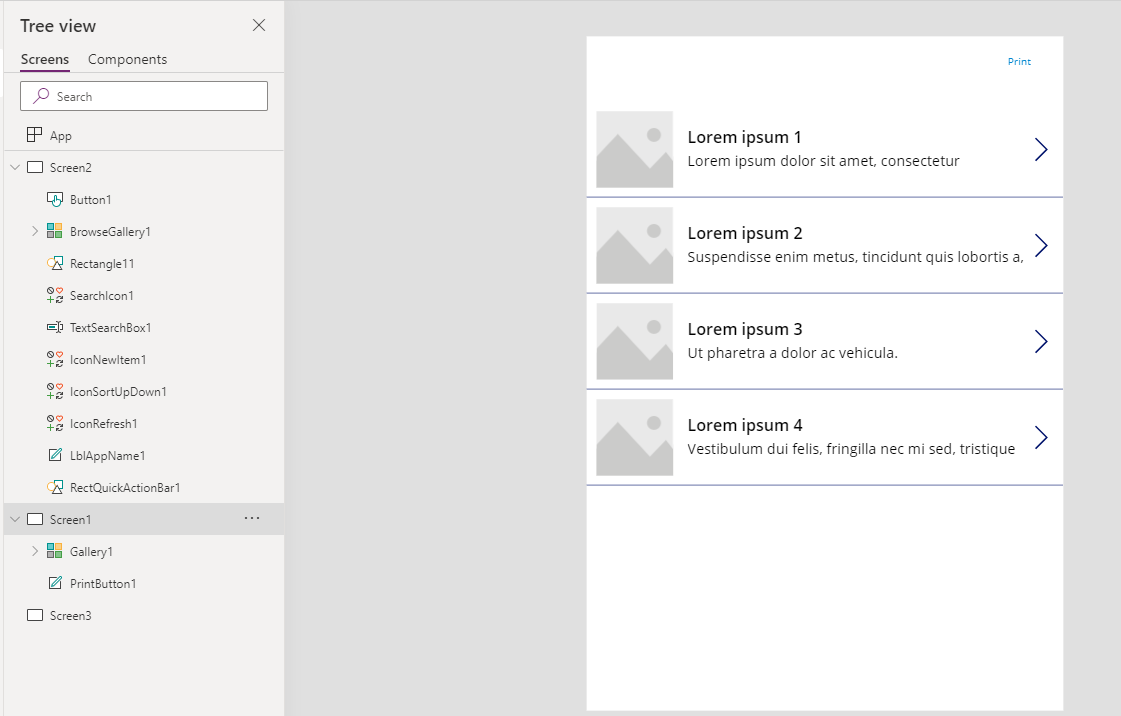 Tree view
Screens Components
Search
App
Screen2
Button1
BrowseGallery1
Rectangle11
SearchIcon1
TextSearchBox1
IconNewItem1
IconSortUpDown1
IconRefresh1
LblAppName1
RectQuickActionBar1
Screen1
Gallery1
PrintButton1
Screen3
Print
Lorem ipsum 1
Lorem ipsum dolor sit amet, consectetur
Lorem ipsum 2
Suspendisse enim metus, tincidunt quis lobortis a,
Lorem ipsum 3
Ut pharetra a dolor ac vehicula.
Lorem ipsum 4
Vestibulum dui felis, fringilla nec mi sed, tristique